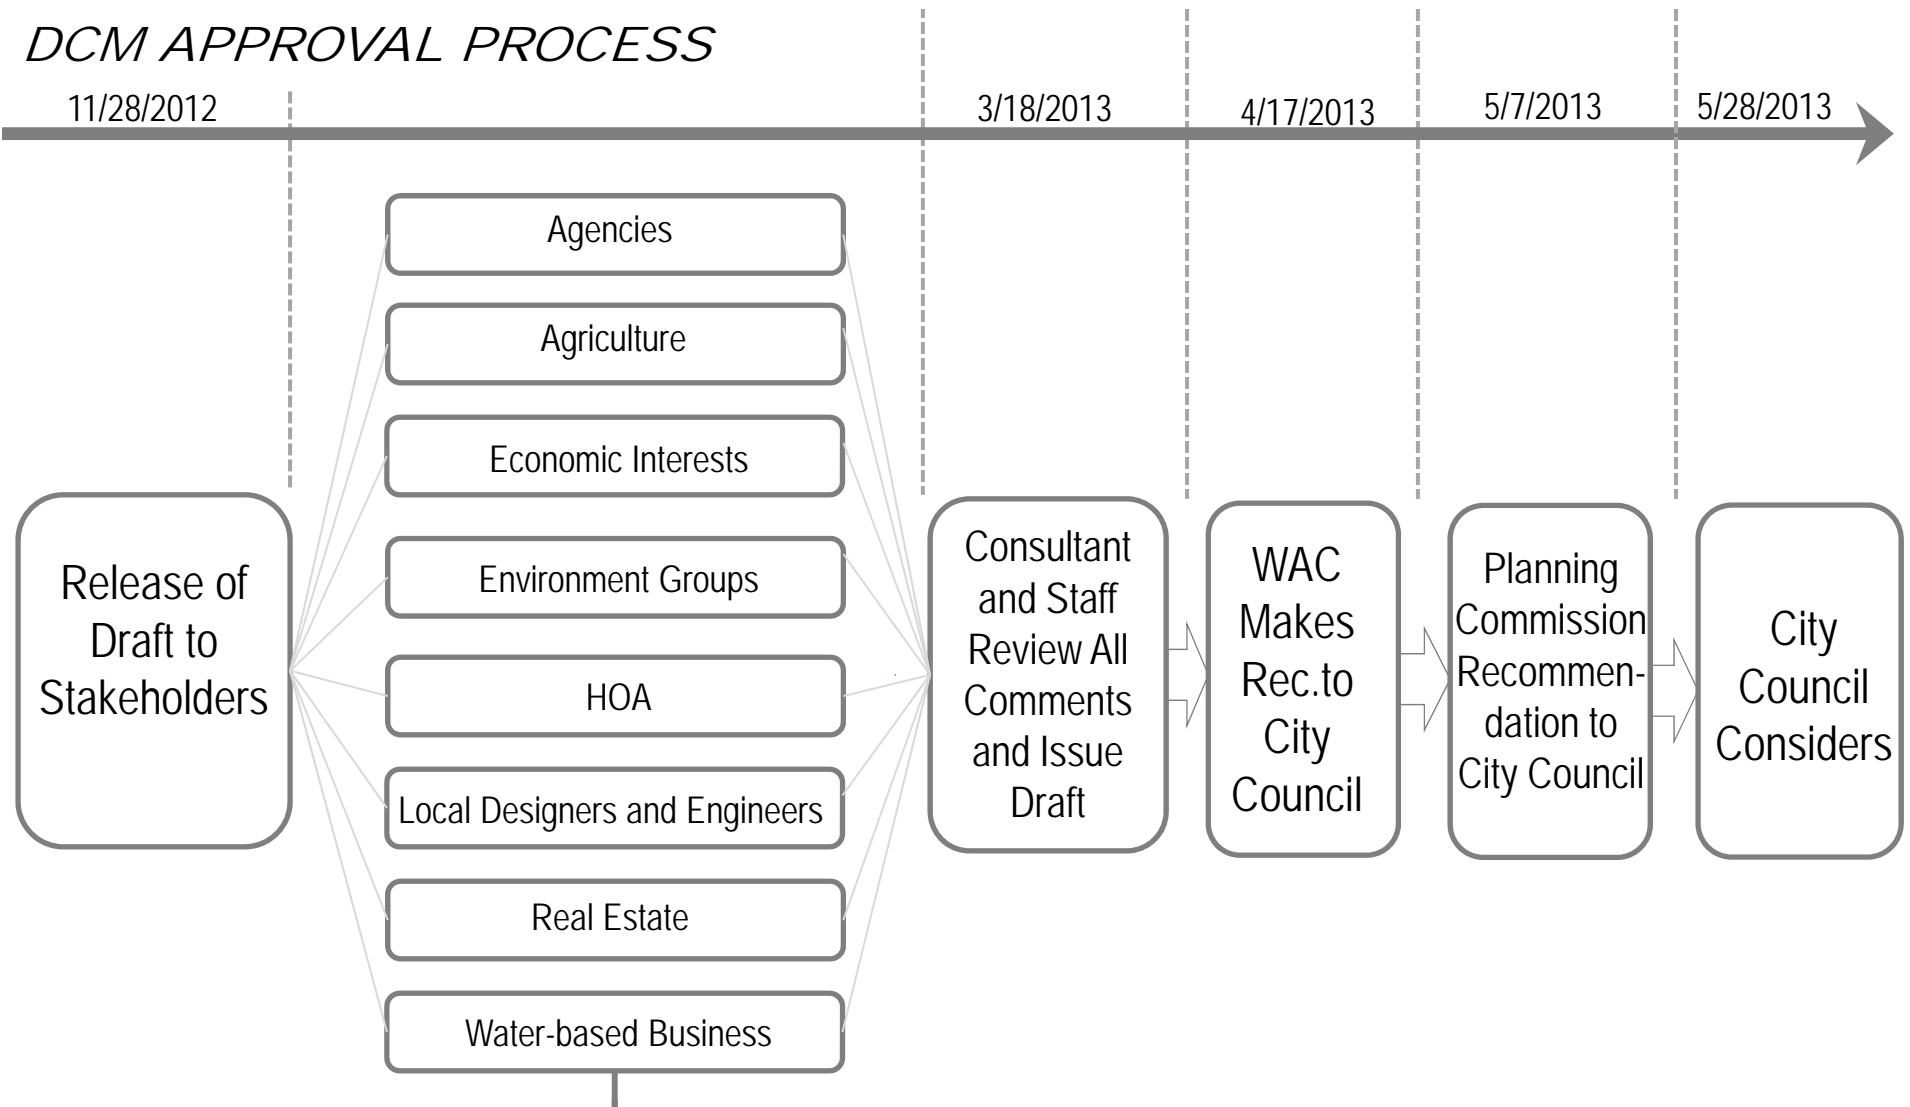 DCM APPROVAL PROCESS
11/28/2012
3/18/2013
4/17/2013
5/7/2013
5/28/2013
Release of
Draft to
Stakeholders
Agencies
Agriculture
Economic Interests
Environment Groups
HOA
Local Designers and Engineers
Real Estate
Water-based Business
Consultant
and Staff
Review All
Comments
and Issue
Draft
WAC
Makes
Rec.to
City
Council
Planning
Commission
Recommen-
dation to
City Council
City
Council
Considers